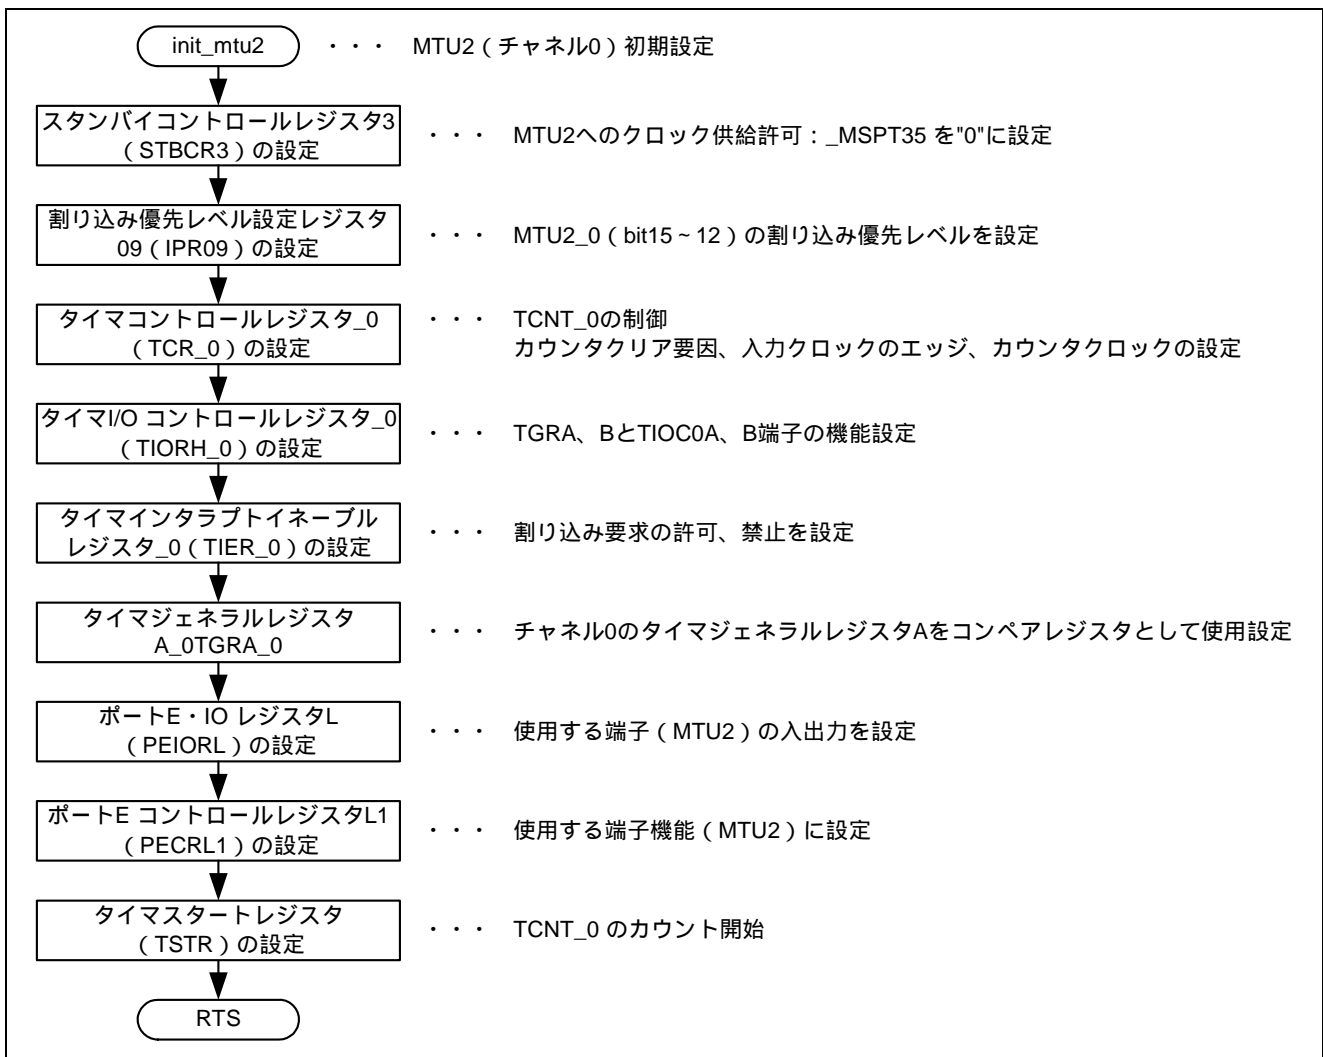 init_mtu2 ・・・ MTU2（チャネル0）初期設定
スタンバイコントロールレジスタ3
（STBCR3）の設定
・・・ MTU2へのクロック供給許可：_MSPT35 を"0"に設定
割り込み優先レベル設定レジスタ
09（IPR09）の設定
・・・ MTU2_0（bit15～12）の割り込み優先レベルを設定
タイマコントロールレジスタ_0
（TCR_0）の設定
・・・ TCNT_0の制御
カウンタクリア要因、入力クロックのエッジ、カウンタクロックの設定
タイマI/O コントロールレジスタ_0
（TIORH_0）の設定
・・・ TGRA、BとTIOC0A、B端子の機能設定
タイマインタラプトイネーブル
レジスタ_0（TIER_0）の設定
・・・ 割り込み要求の許可、禁止を設定
タイマジェネラルレジスタ
A_0TGRA_0
・・・ チャネル0のタイマジェネラルレジスタAをコンペアレジスタとして使用設定
ポートE・IO レジスタL
（PEIORL）の設定
・・・ 使用する端子（MTU2）の入出力を設定
ポートE コントロールレジスタL1
（PECRL1）の設定
・・・ 使用する端子機能（MTU2）に設定
タイマスタートレジスタ
（TSTR）の設定
・・・ TCNT_0 のカウント開始
RTS